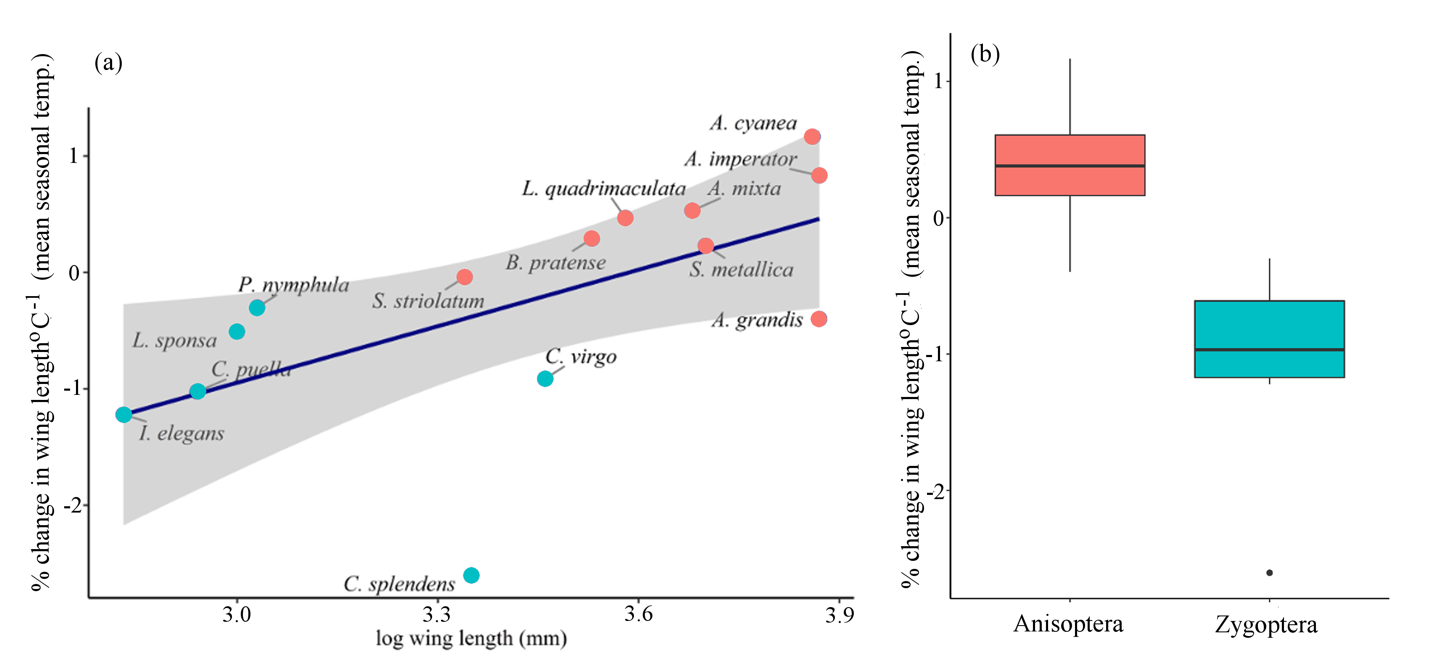 (a)
% change in wing length° C-1 (mean seasonal temp.)
1
0
-1
-2
A. cyanea
A. imperator
L. quadrimaculata
A. mixta
B. pratense
S. metallica
P. nymphula
S. striolatum
A. grandis
L. sponsa
C. virgo
C. puella
I. elegans
C. splendens
3.0
3.3
3.6
3.9
log wing length (mm)
(b)
% change in wing length° C-1 (mean seasonal temp.)
1
0
-1
-2
Anisoptera
Zygoptera